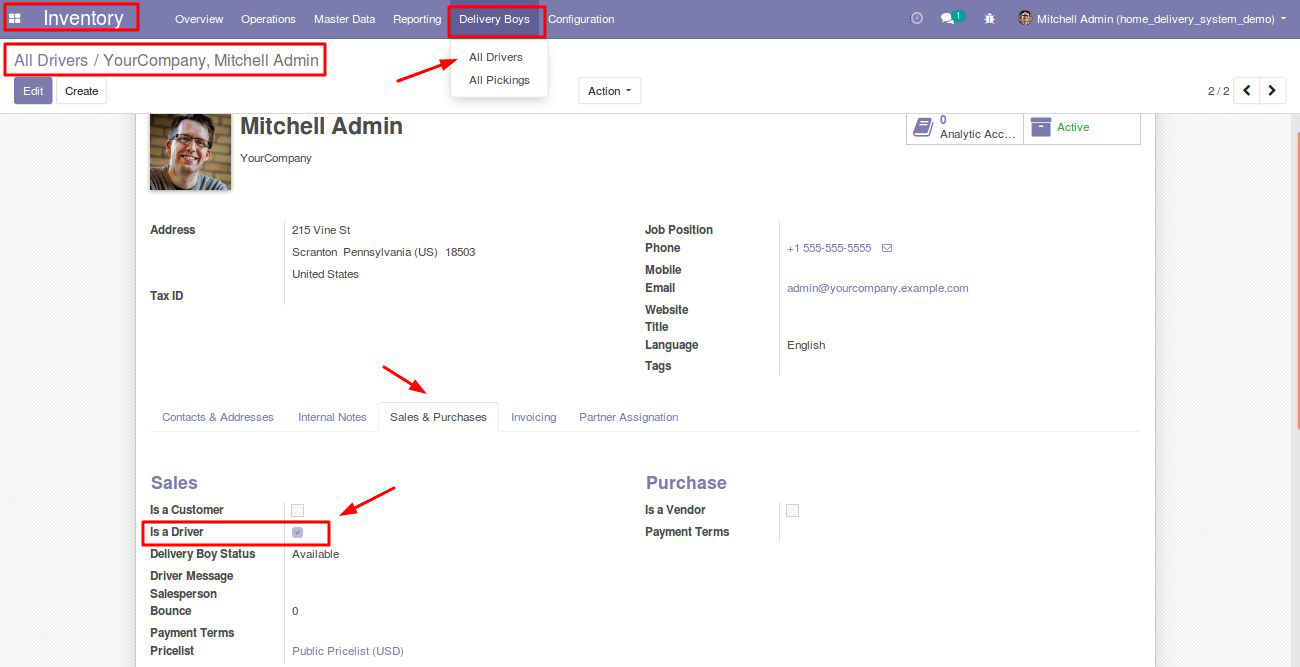 Inventory Overview Operations Master Data Reporting Delivery Boys Configuration 1 Mitchell Admin (home_delivery_system_demo)
All Drivers
All Pickings
All Drivers / YourCompany, Mitchell Admin
Edit Create Action 2 / 2
Mitchell Admin
YourCompany
0
Analytic Acc...
Active
Address 215 Vine St
Scranton Pennsylvania (US) 18503
United States
Tax ID
Job Position
Phone +1 555-555-5555
Mobile
Email admin@yourcompany.example.com
Website
Title
Language English
Tags
Contacts & Addresses Internal Notes Sales & Purchases Invoicing Partner Assignation
Sales
Is a Customer
Is a Driver
Delivery Boy Status Available
Driver Message
Salesperson
Bounce 0
Payment Terms
Pricelist Public Pricelist (USD)
Purchase
Is a Vendor
Payment Terms